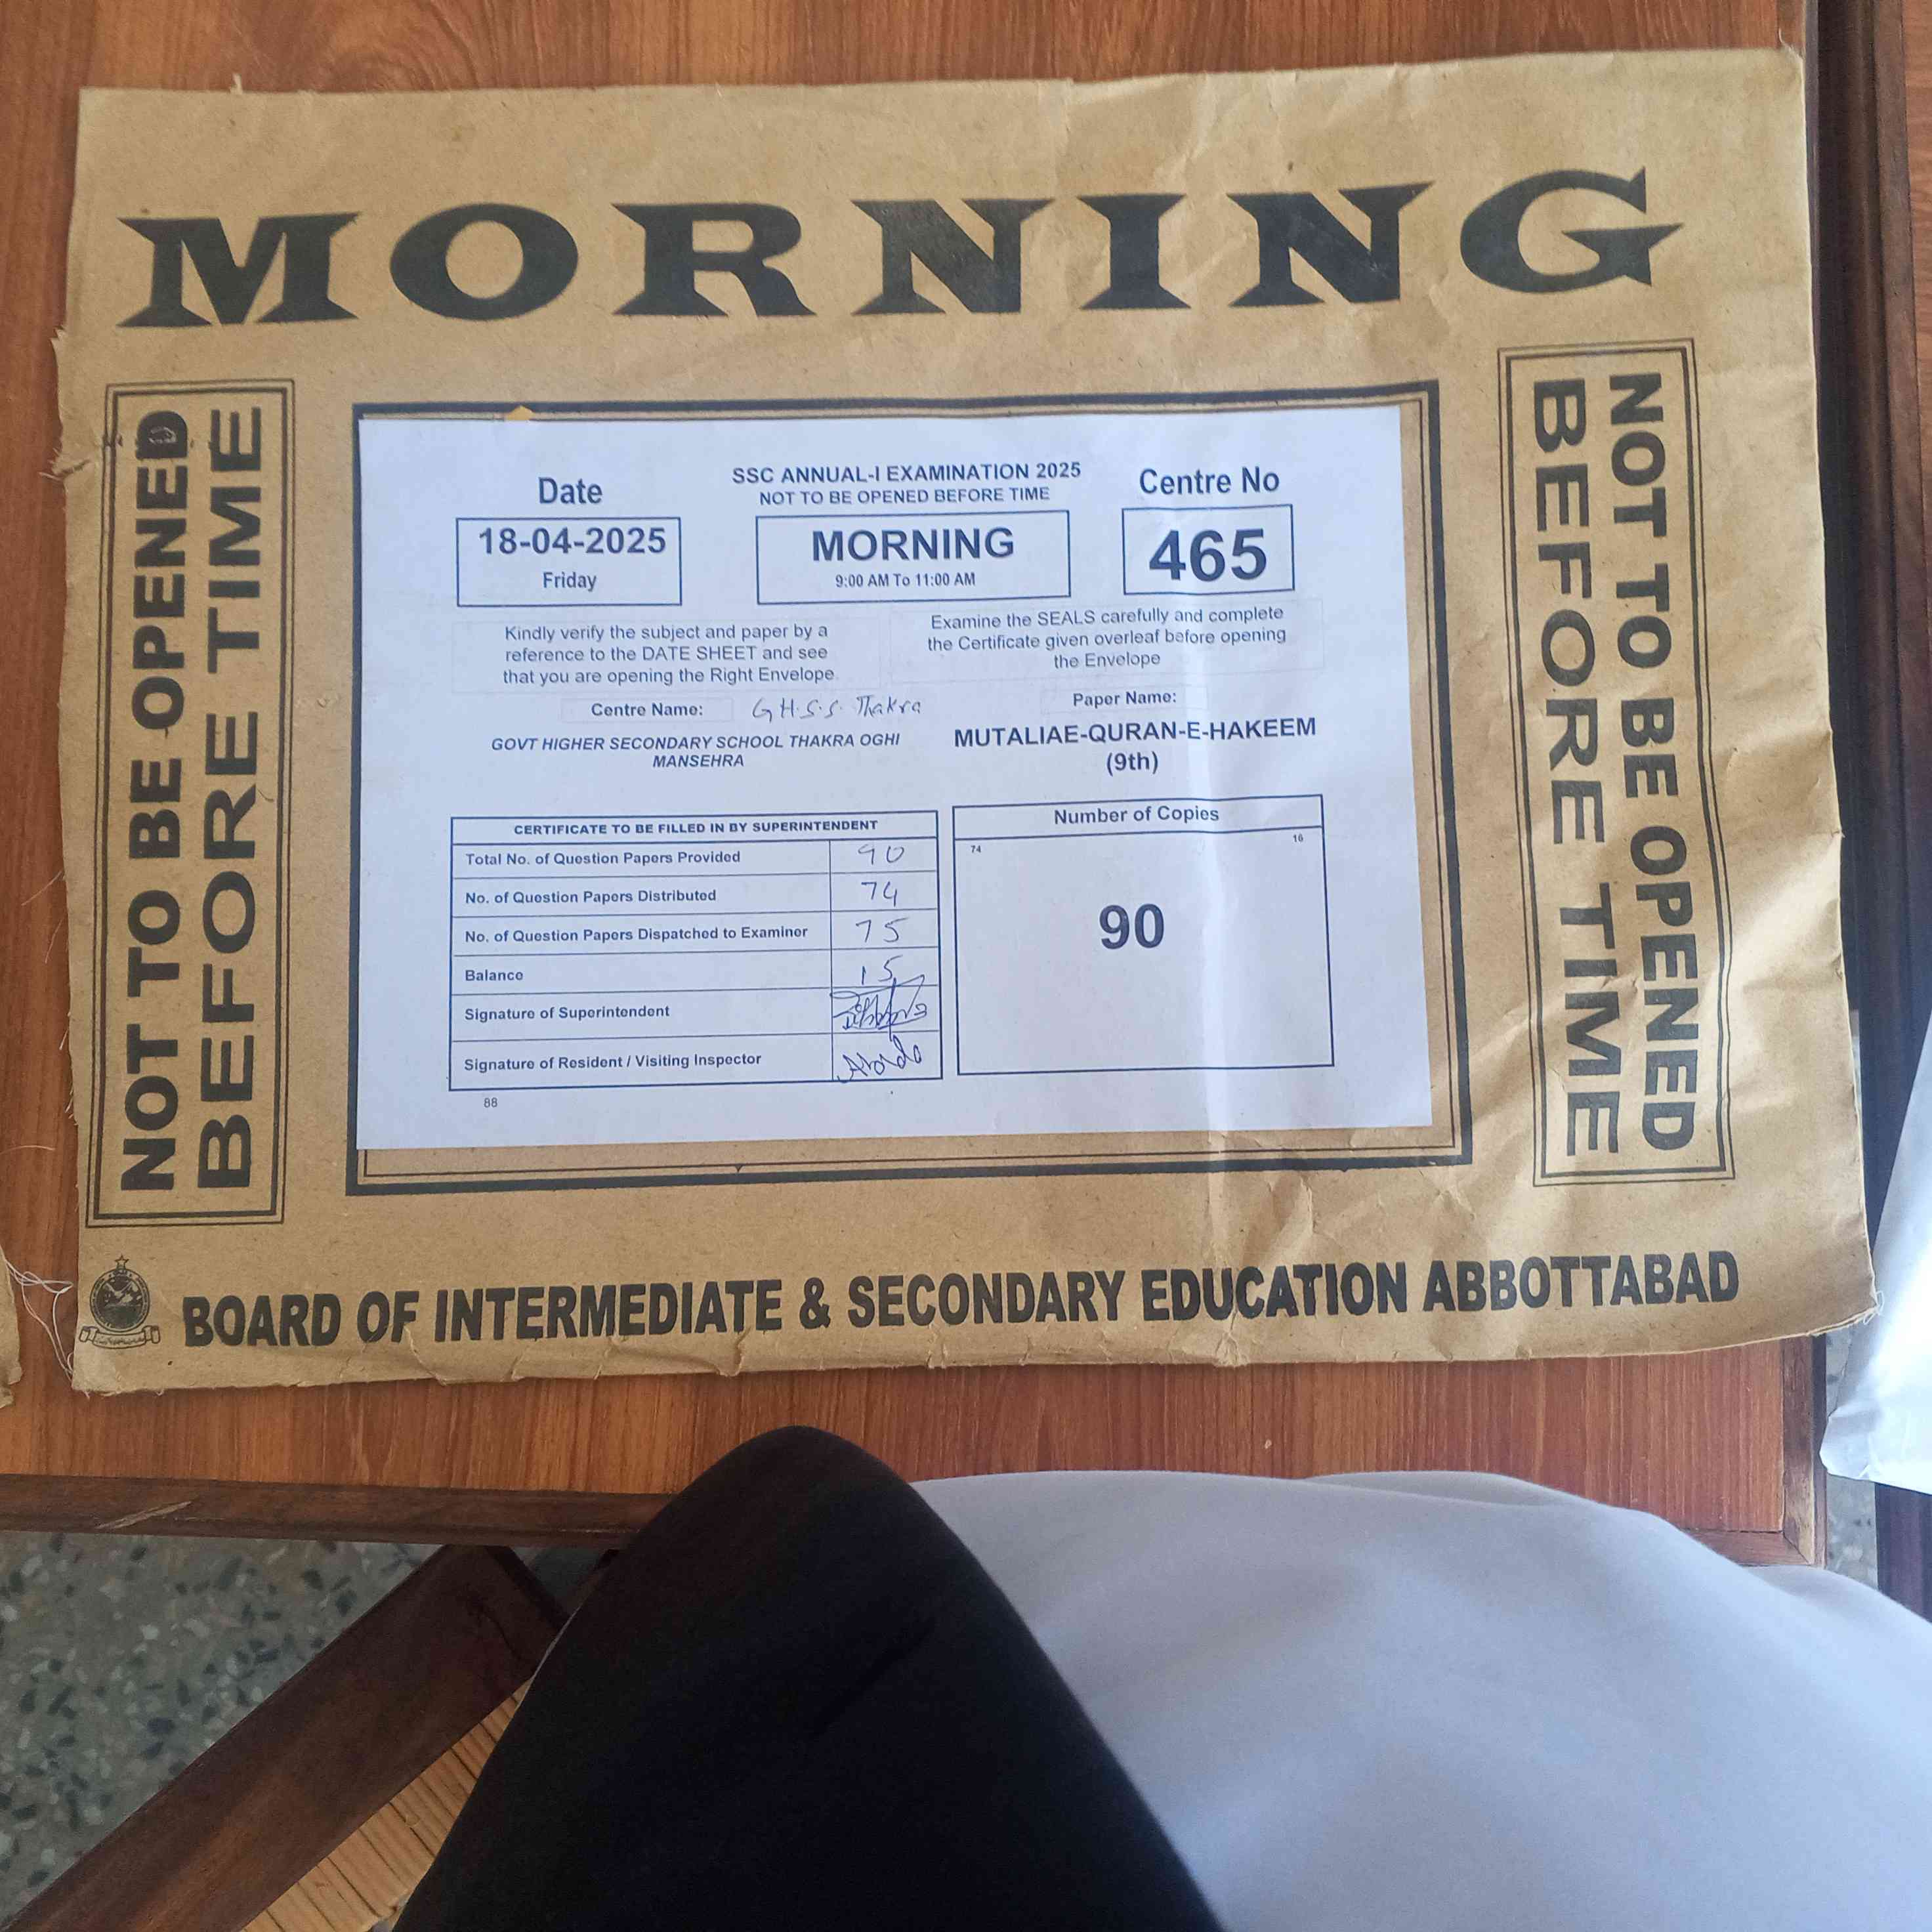 MORNING
NOT TO BE OPENED
BEFORE TIME
Date
18-04-2025
Friday
SSC ANNUAL-I EXAMINATION 2025
NOT TO BE OPENED BEFORE TIME
MORNING
9:00 AM To 11:00 AM
Centre No
465
Kindly verify the subject and paper by a
reference to the DATE SHEET and see
that you are opening the Right Envelope
Examine the SEALS carefully and complete
the Certificate given overleaf before opening
the Envelope
Centre Name: G.H.S.S. Thakra
GOVT HIGHER SECONDARY SCHOOL THAKRA OGHI
MANSEHRA
Paper Name:
MUTALIAE-QURAN-E-HAKEEM
(9th)
CERTIFICATE TO BE FILLED IN BY SUPERINTENDENT
Total No. of Question Papers Provided 90
No. of Question Papers Distributed 74
No. of Question Papers Dispatched to Examiner 75
Balance 15
Signature of Superintendent
Signature of Resident / Visiting Inspector
88
Number of Copies
74 16
90
NOT TO BE OPENED
BEFORE TIME
BOARD OF INTERMEDIATE & SECONDARY EDUCATION ABBOTTABAD